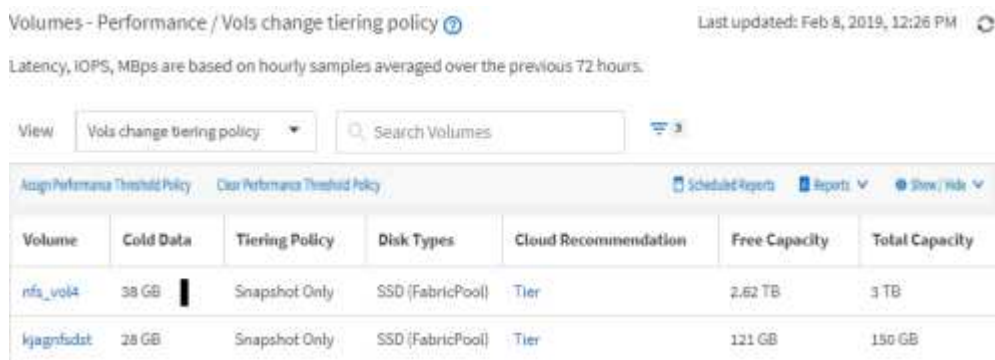 Volumes - Performance / Vols change tiering policy ?
Last updated: Feb 8, 2019, 12:26 PM
Latency, IOPS, MBps are based on hourly samples averaged over the previous 72 hours.
View Vols change tiering policy Search Volumes 3
Assign Performance Threshold Policy Clear Performance Threshold Policy Scheduled Reports Reports Show / Hide
Volume Cold Data Tiering Policy Disk Types Cloud Recommendation Free Capacity Total Capacity
nfs_vol4 38 GB Snapshot Only SSD (FabricPool) Tier 2.62 TB 3 TB
kjagnfsdst 28 GB Snapshot Only SSD (FabricPool) Tier 121 GB 150 GB